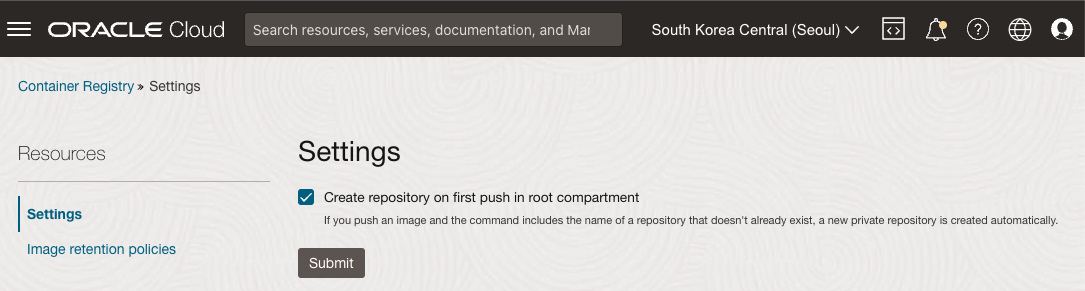 ORACLE Cloud
Search resources, services, documentation, and Mar
South Korea Central (Seoul)
Container Registry » Settings
Resources
Settings
Image retention policies
Settings
Create repository on first push in root compartment
If you push an image and the command includes the name of a repository that doesn't already exist, a new private repository is created automatically.
Submit